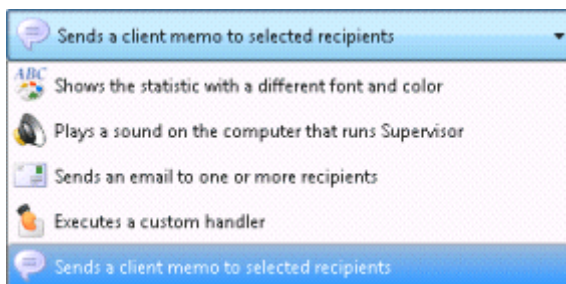 Sends a client memo to selected recipients
ABC
Shows the statistic with a different font and color
Plays a sound on the computer that runs Supervisor
Sends an email to one or more recipients
Executes a custom handler
Sends a client memo to selected recipients